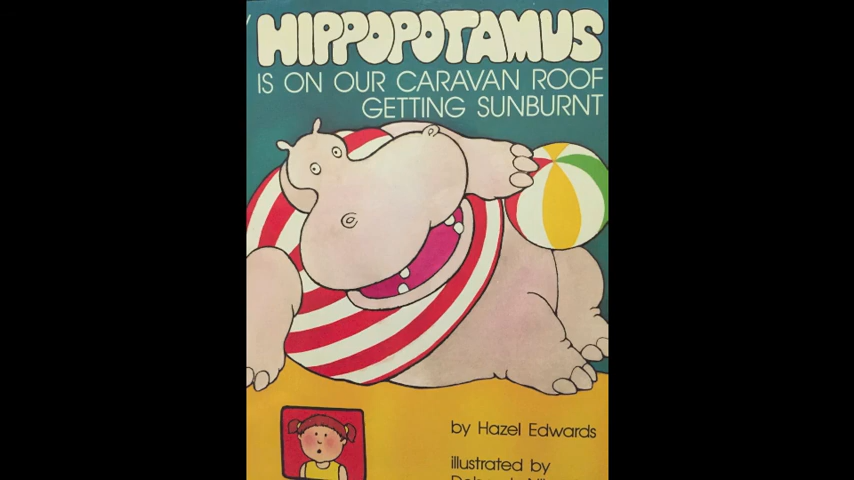 HIPPOPOTAMUS
IS ON OUR CARAVAN ROOF
GETTING SUNBURNT
by Hazel Edwards
illustrated by